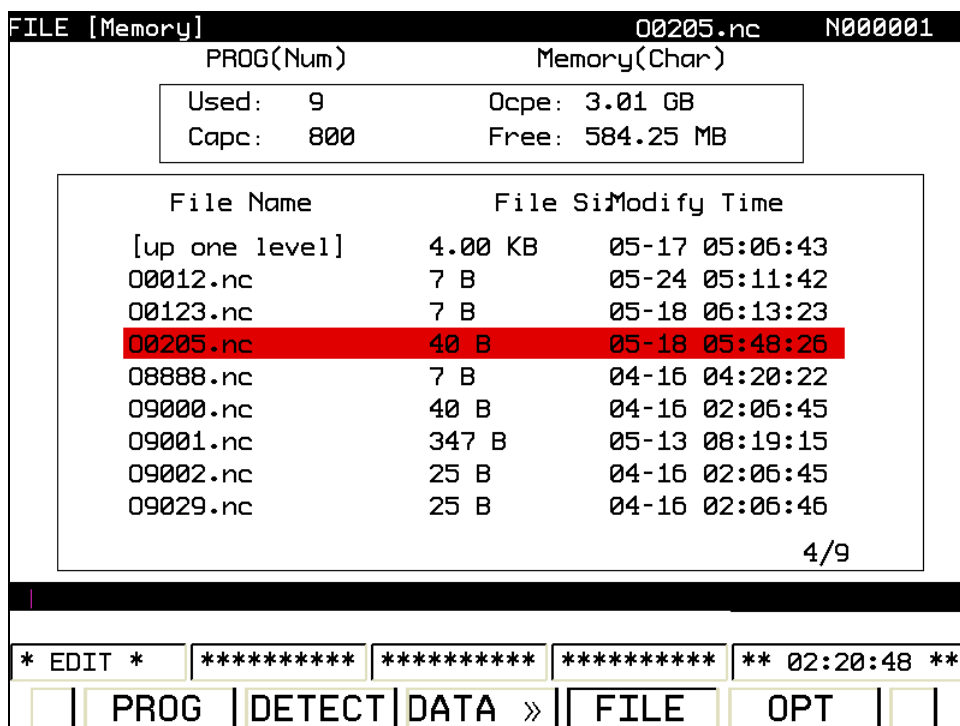 FILE [Memory] O0205.nc N000001
PROG(Num) Memory(Char)
Used: 9 Ocpe: 3.01 GB
Capc: 800 Free: 584.25 MB
File Name File Siz Modify Time
[up one level] 4.00 KB 05-17 05:06:43
O0012.nc 7 B 05-24 05:11:42
O0123.nc 7 B 05-18 06:13:23
O0205.nc 40 B 05-18 05:48:26
O8888.nc 7 B 04-16 04:20:22
O9000.nc 40 B 04-16 02:06:45
O9001.nc 347 B 05-13 08:19:15
O9002.nc 25 B 04-16 02:06:45
O9029.nc 25 B 04-16 02:06:46
4/9
* EDIT * ********** ********** ********** ** 02:20:48 **
PROG DETECT DATA » FILE OPT